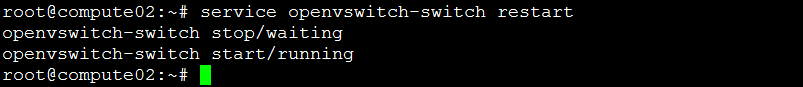 root@compute02:~# service openvswitch-switch restart
openvswitch-switch stop/waiting
openvswitch-switch start/running
root@compute02:~#